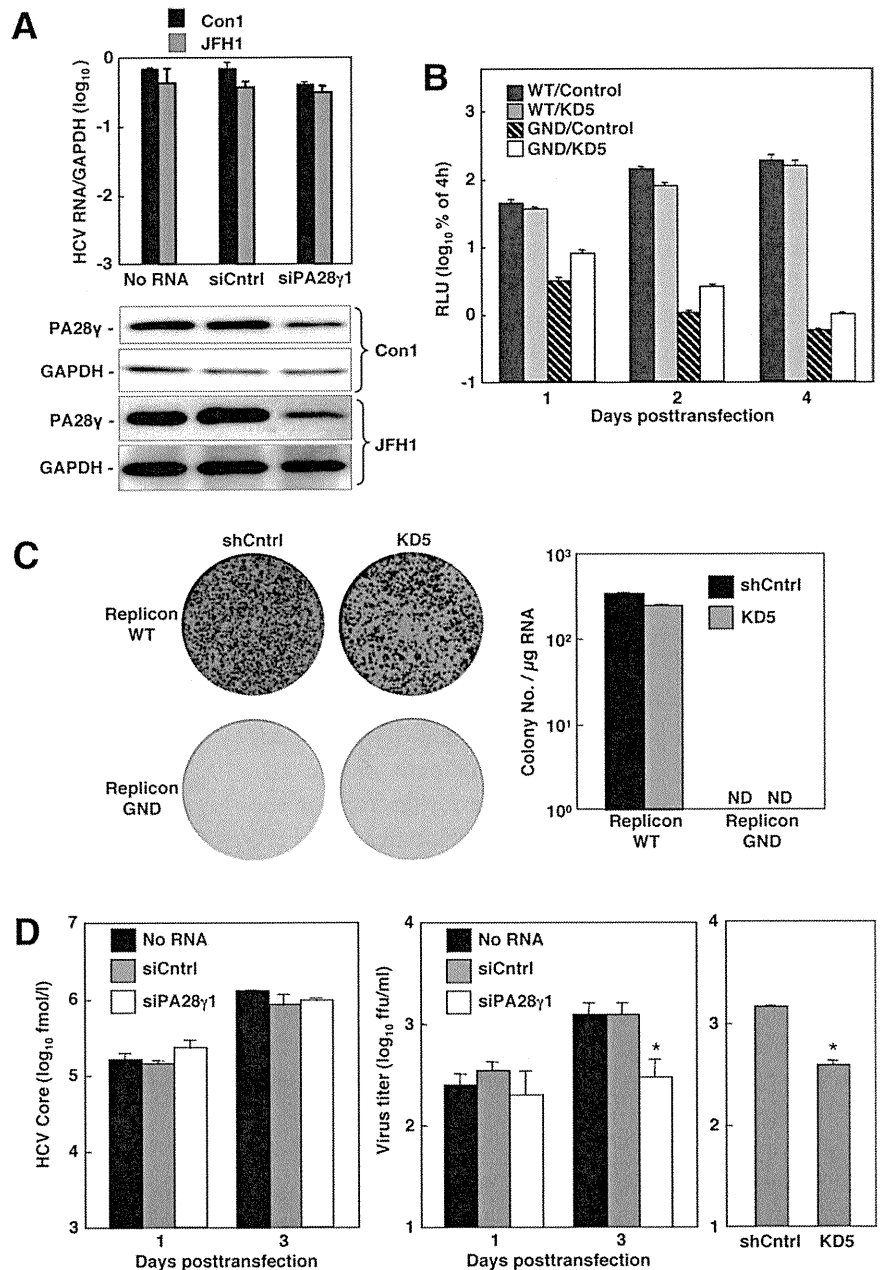 A
Con1
JFH1
HCV RNA/GAPDH (log10)
0
-1
-2
-3
No RNA siCntrl siPA28γ1
PA28γ -
GAPDH -
Con1
PA28γ -
GAPDH -
JFH1
B
WT/Control
WT/KD5
GND/Control
GND/KD5
RLU (log10 % of 4h)
3
2
1
0
-1
1 2 4
Days posttransfection
C
shCntrl KD5
Replicon
WT
Replicon
GND
Colony No. / µg RNA
10³
10²
10¹
10⁰
shCntrl
KD5
ND ND
Replicon Replicon
WT GND
D
HCV Core (log10 fmol/l)
7
6
5
4
3
No RNA
siCntrl
siPA28γ1
1 3
Days posttransfection
Virus titer (log10 ffu/ml)
4
3
2
1
No RNA
siCntrl
siPA28γ1
*
1 3
Days posttransfection
4
3
2
1
*
shCntrl KD5